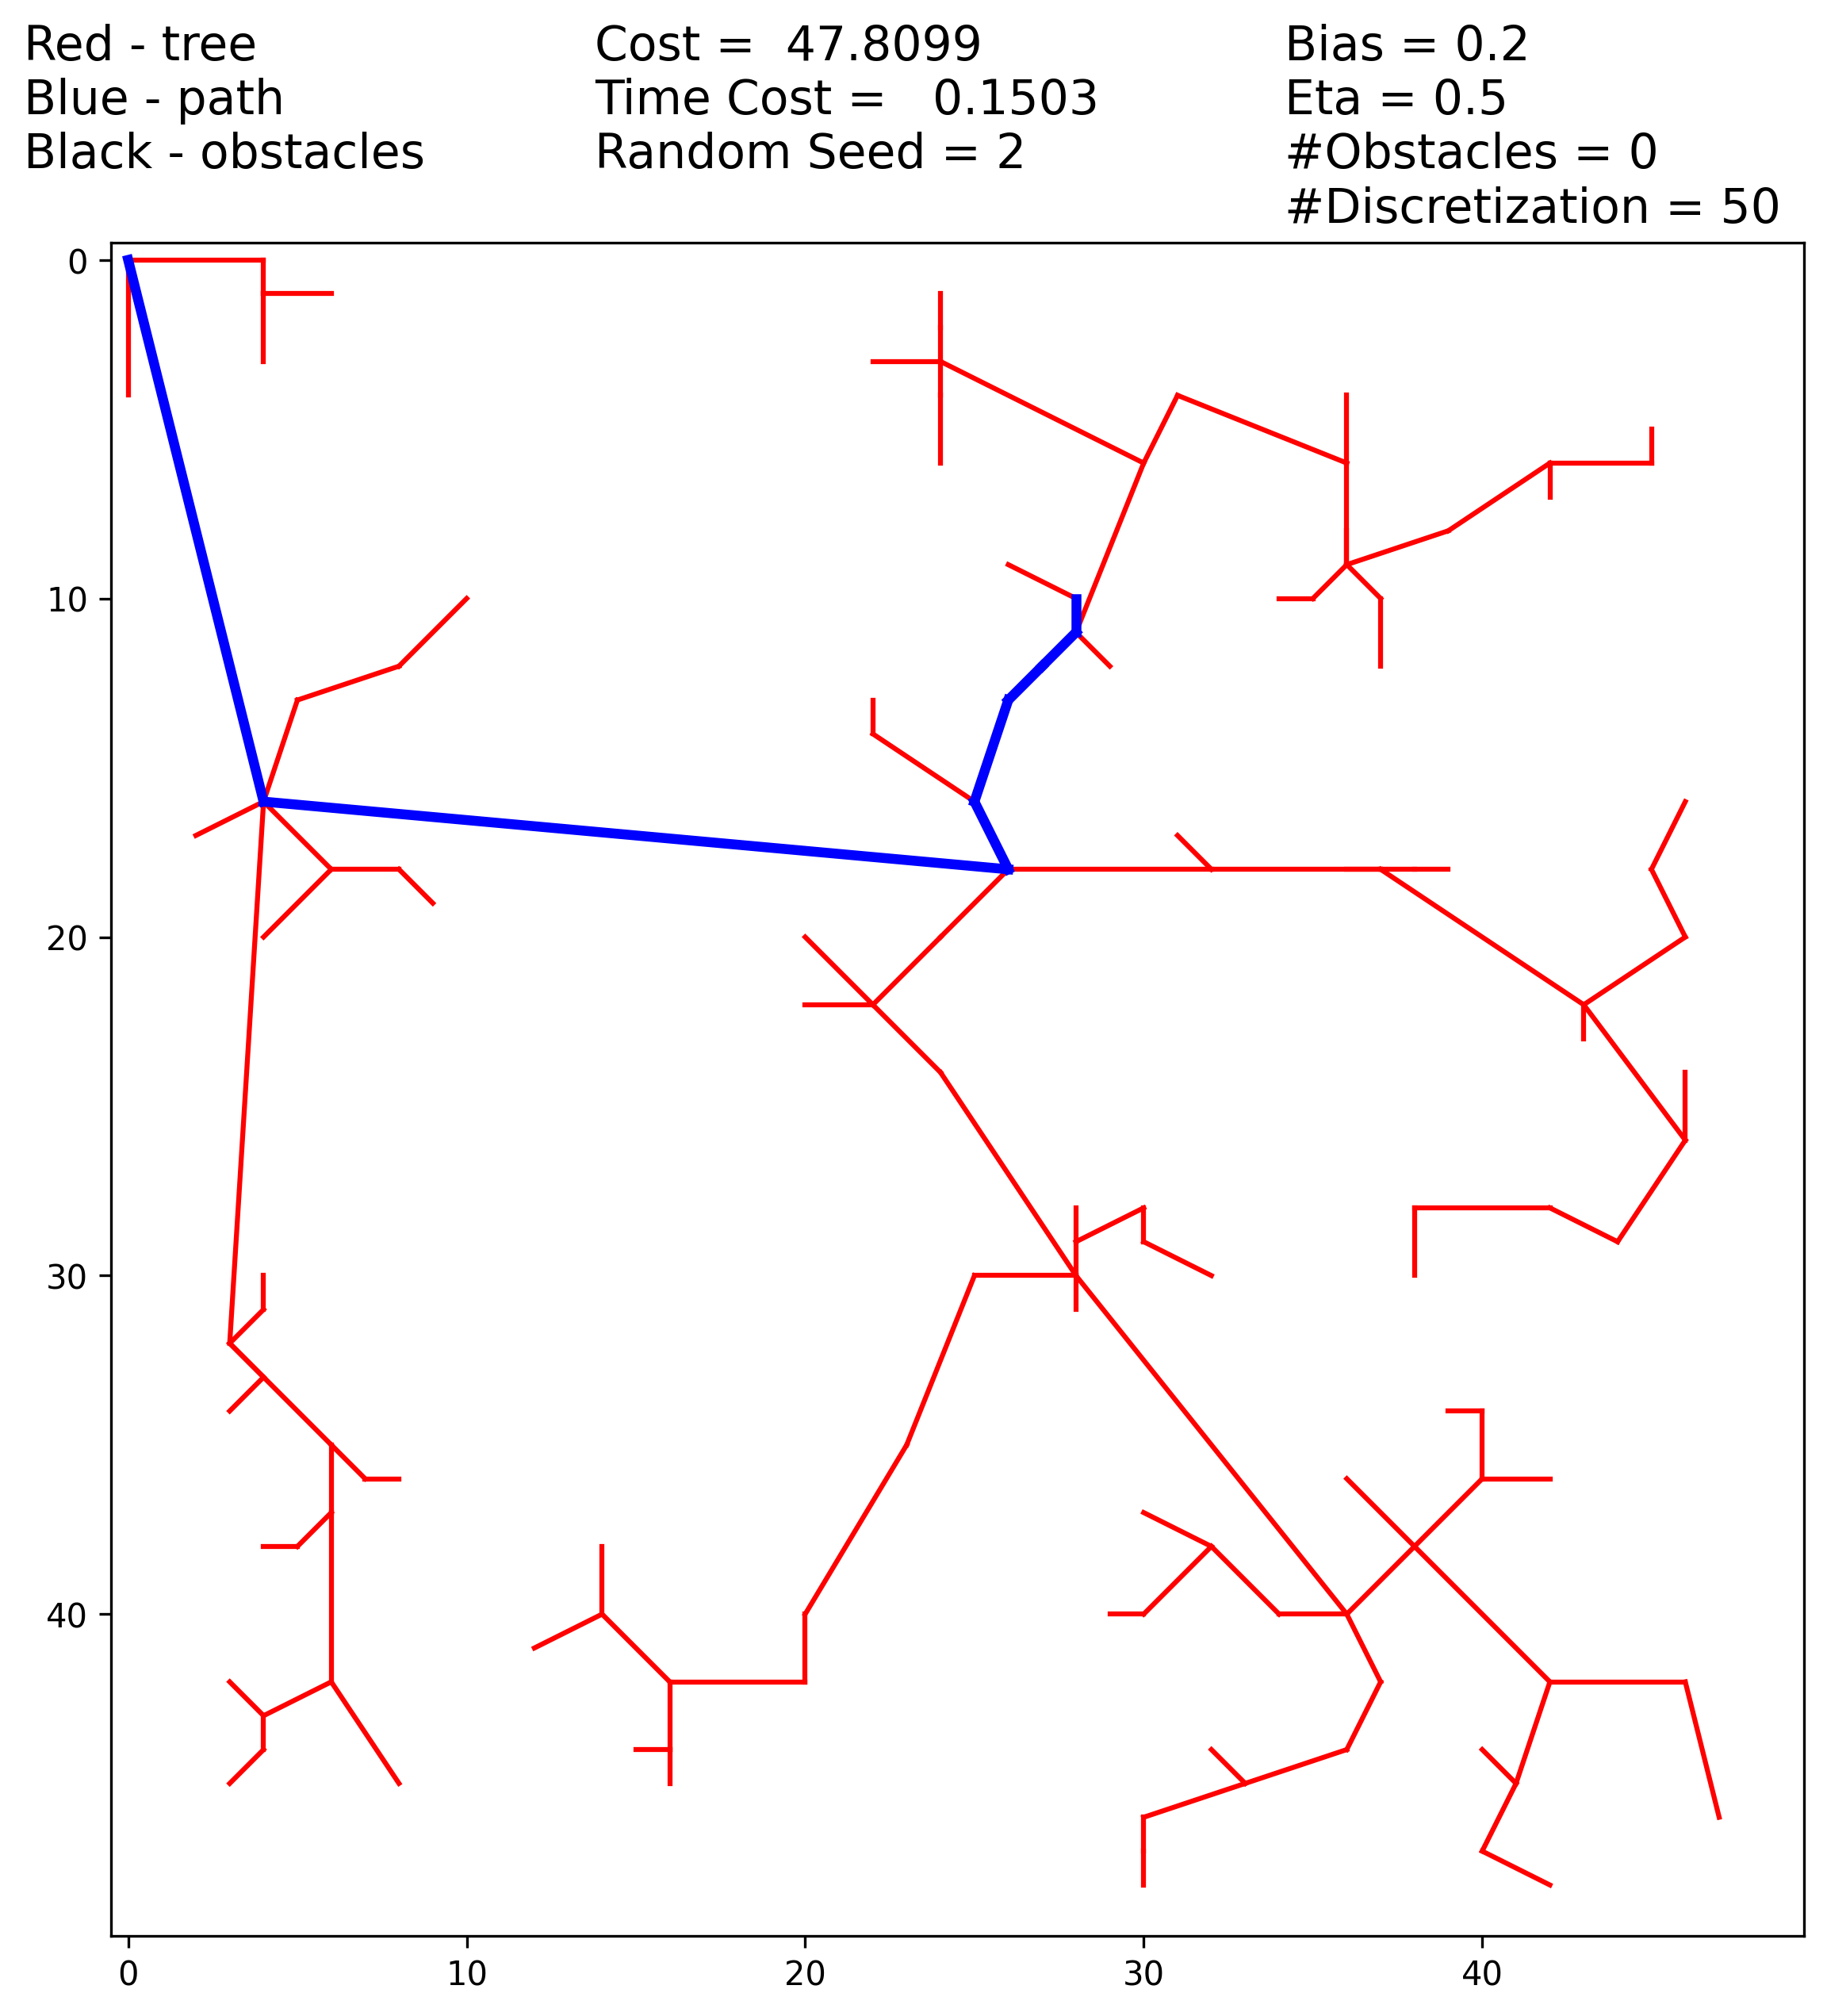 Red - tree
Blue - path
Black - obstacles
Cost = 47.8099
Time Cost = 0.1503
Random Seed = 2
Bias = 0.2
Eta = 0.5
#Obstacles = 0
#Discretization = 50
0
10
20
30
40
0 10 20 30 40